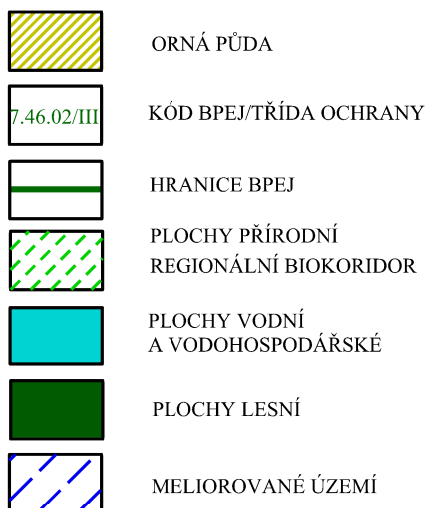 ORNÁ PŮDA
7.46.02/III
KÓD BPEJ/TŘÍDA OCHRANY
HRANICE BPEJ
PLOCHY PŘÍRODNÍ
REGIONÁLNÍ BIOKORIDOR
PLOCHY VODNÍ
A VODOHOSPODÁŘSKÉ
PLOCHY LESNÍ
MELIOROVANÉ ÚZEMÍ